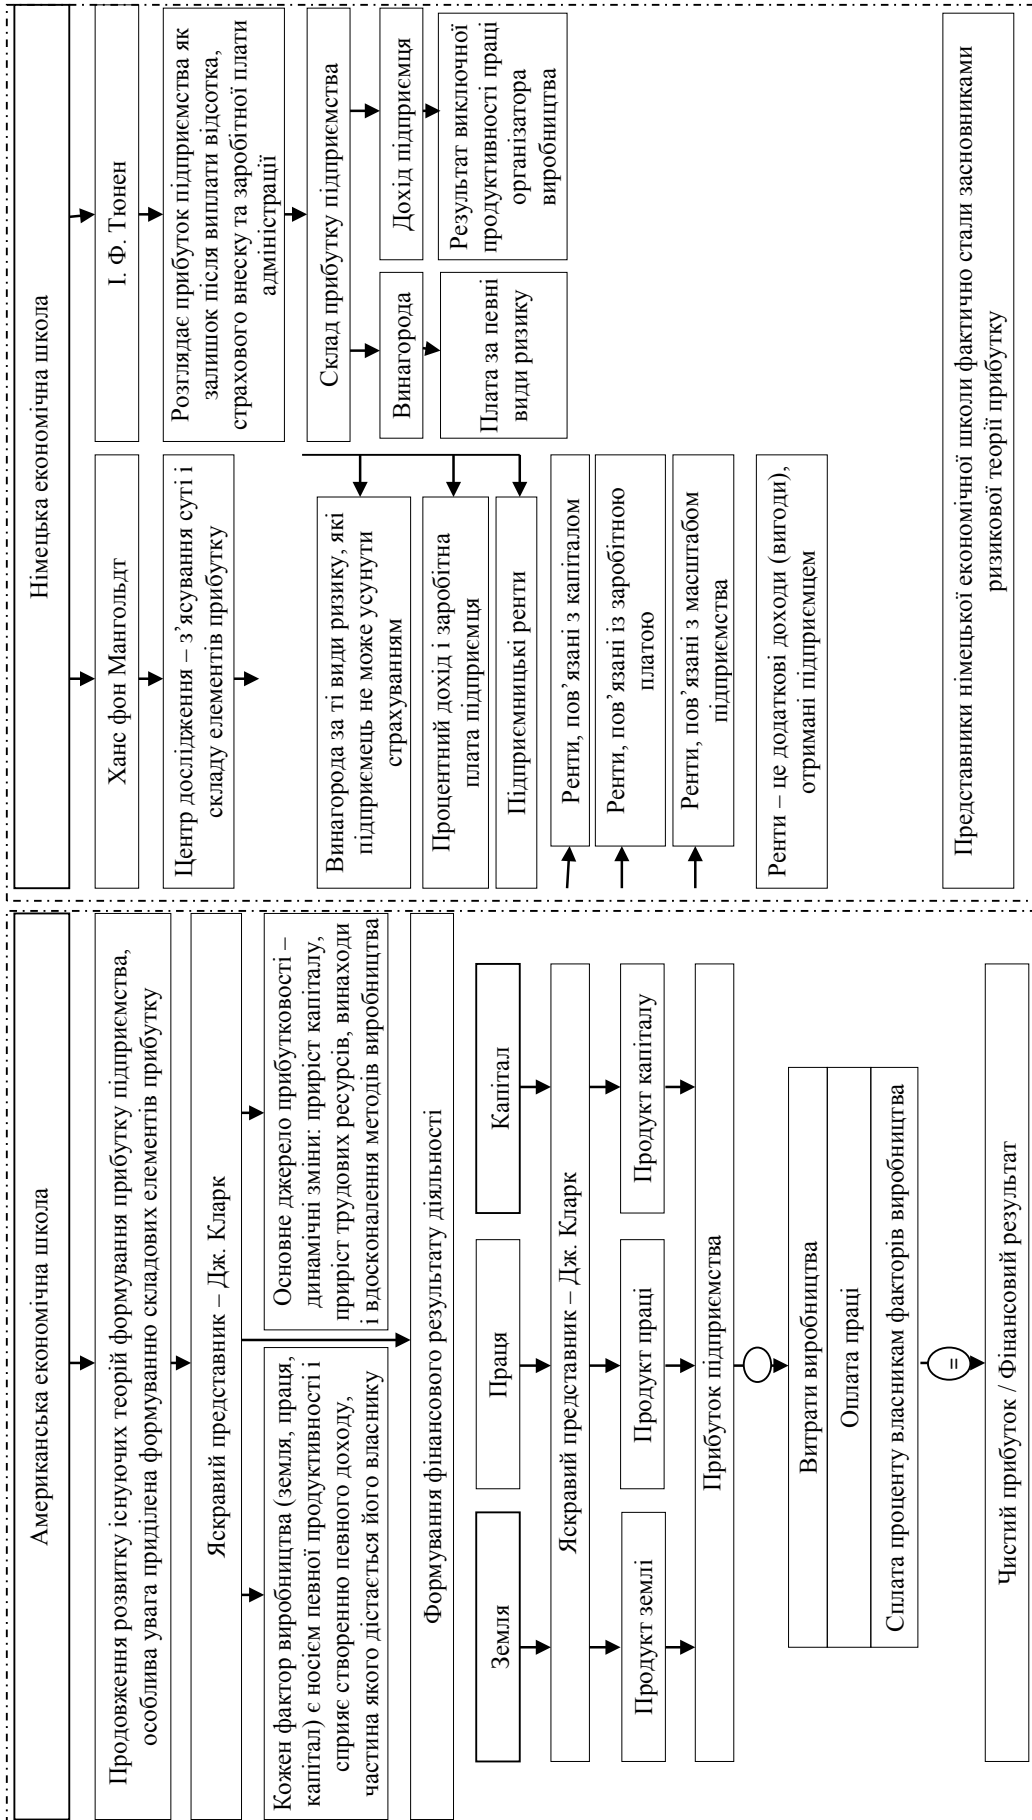 Американська економічна школа
Продовження розвитку існуючих теорій формування прибутку підприємства,
особлива увага приділена формуванню складових елементів прибутку
Яскравий представник – Дж. Кларк
Кожен фактор виробництва (земля, праця,
капітал) є носієм певної продуктивності і
сприяє створенню певного доходу,
частина якого дістається його власнику
Основне джерело прибутковості –
динамічні зміни: приріст капіталу,
приріст трудових ресурсів, винаходи
і вдосконалення методів виробництва
Формування фінансового результату діяльності
Земля
Праця
Капітал
Яскравий представник – Дж. Кларк
Продукт землі
Продукт праці
Продукт капіталу
Прибуток підприємства
Витрати виробництва
Оплата праці
Сплата проценту власникам факторів виробництва
=
Чистий прибуток / Фінансовий результат
Німецька економічна школа
Ханс фон Мангольдт
Центр дослідження – з’ясування суті і
складу елементів прибутку
Винагорода за ті види ризику, які
підприємець не може усунути
страхуванням
Процентний дохід і заробітна
плата підприємця
Підприємницькі ренти
Ренти, пов’язані з капіталом
Ренти, пов’язані із заробітною
платою
Ренти, пов’язані з масштабом
підприємства
Ренти – це додаткові доходи (вигоди),
отримані підприємцем
І. Ф. Тюнен
Розглядає прибуток підприємства як
залишок після виплати відсотка,
страхового внеску та заробітної плати
адміністрації
Склад прибутку підприємства
Винагорода
Плата за певні
види ризику
Дохід підприємця
Результат виключної
продуктивності праці
організатора
виробництва
Представники німецької економічної школи фактично стали засновниками
ризикової теорії прибутку